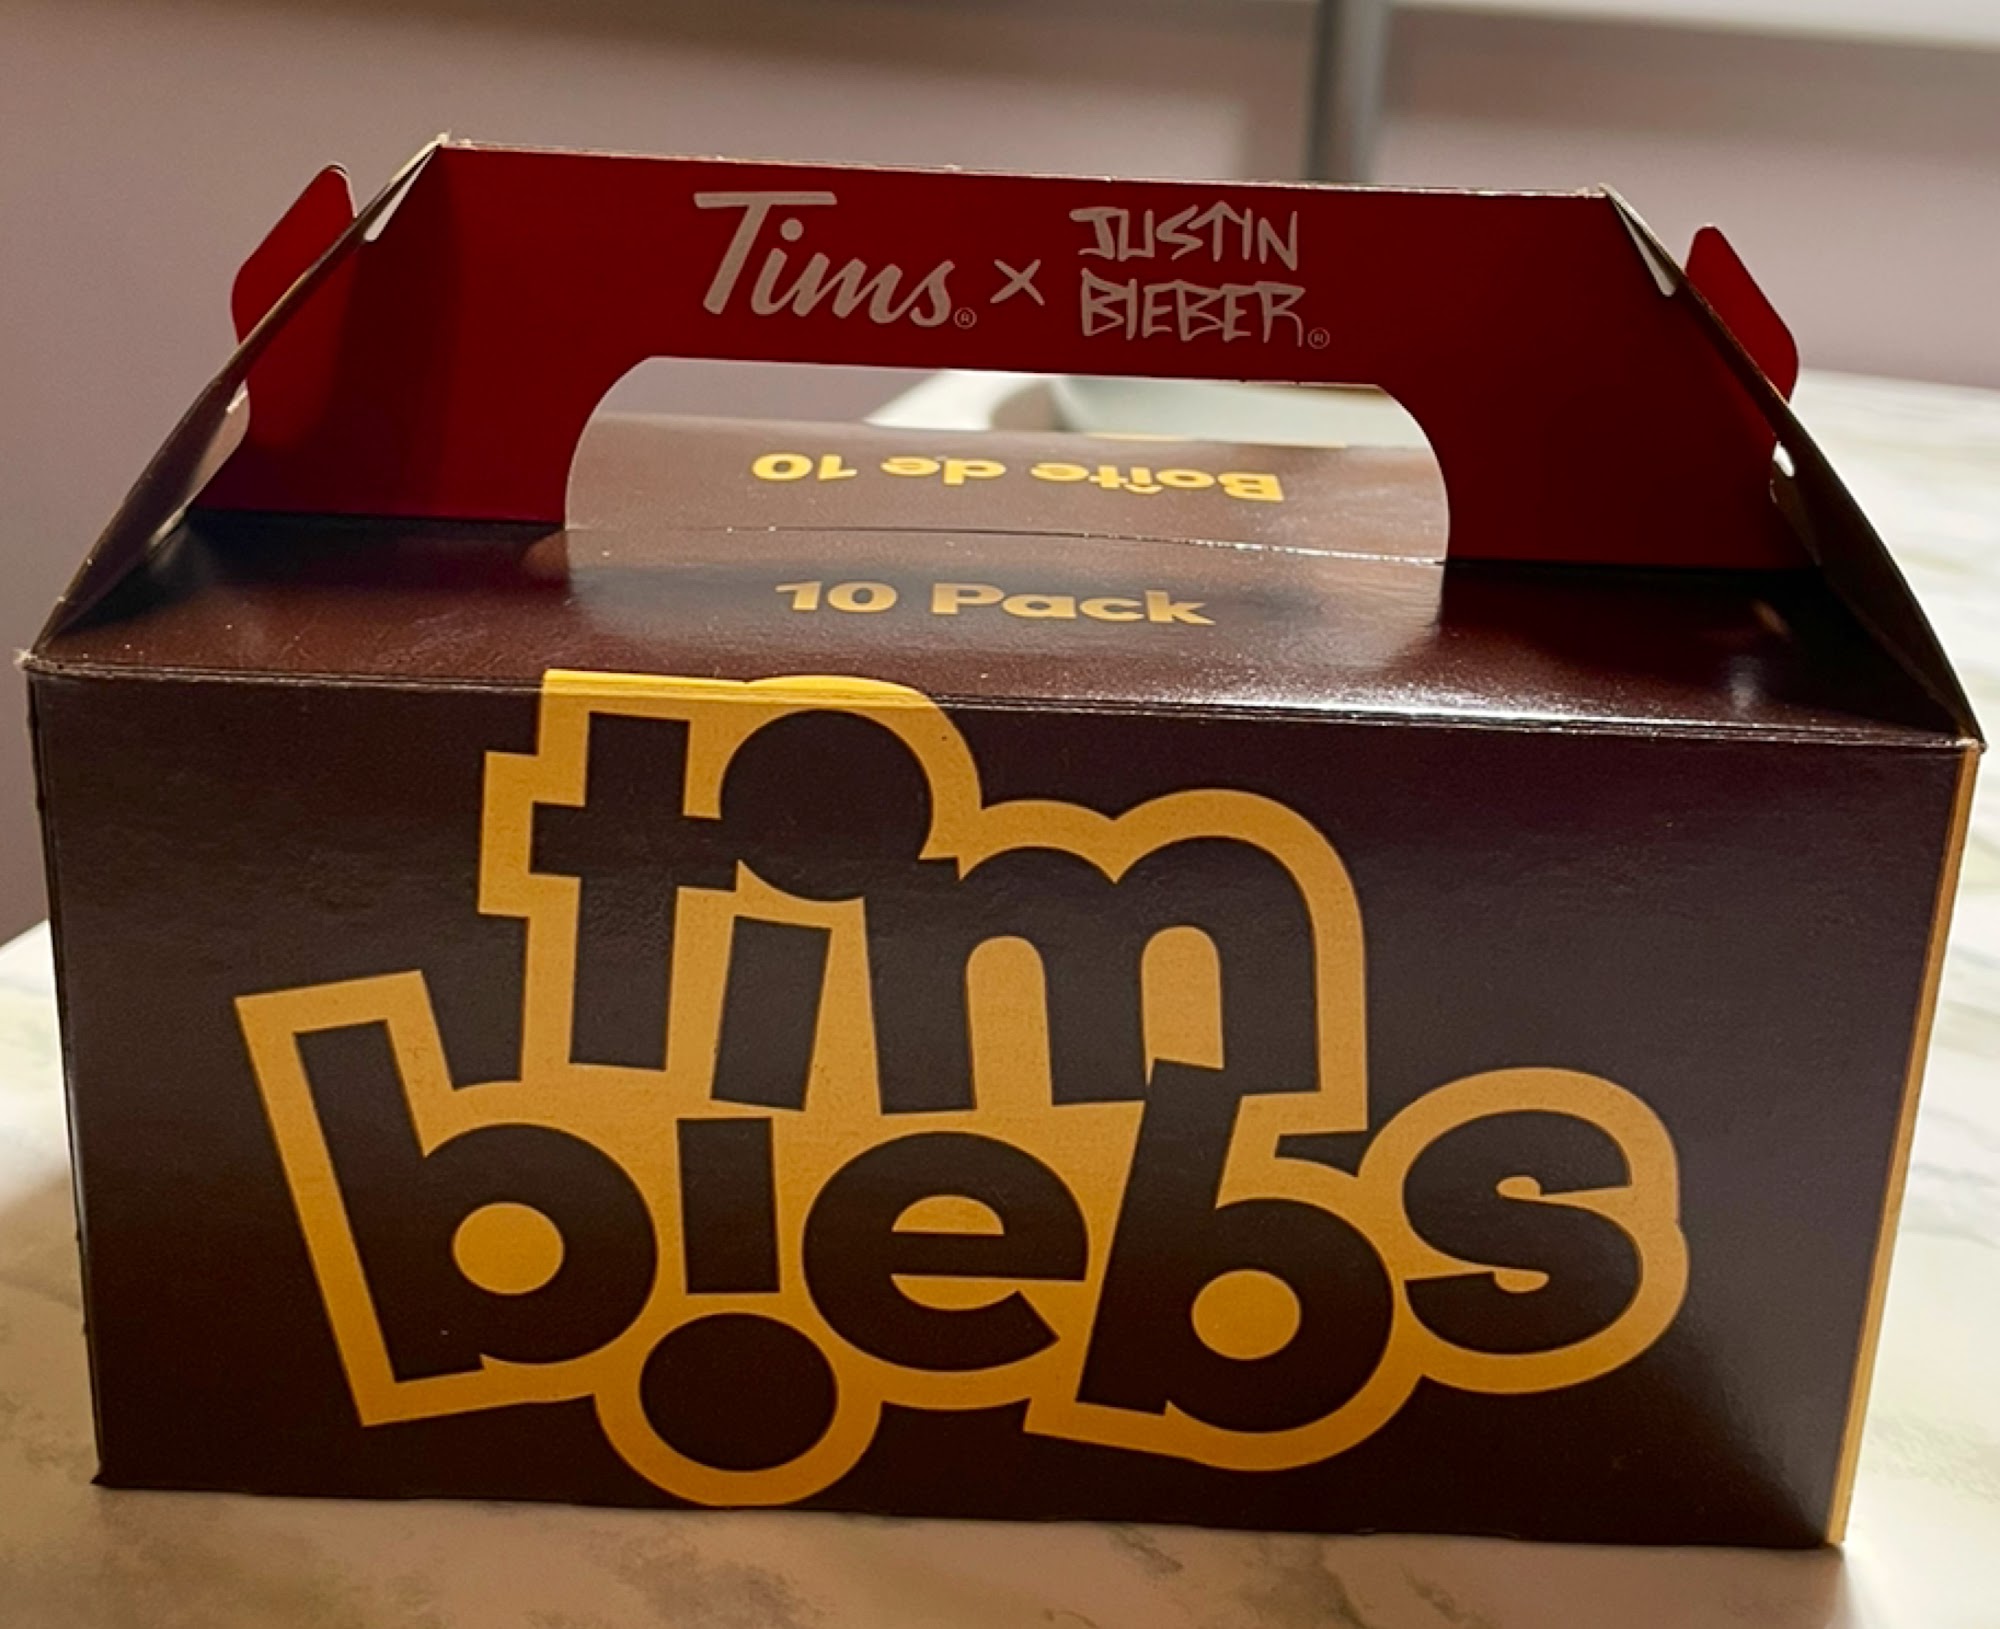 Tims® x JUSTIN BIEBER®
Boîte de 10
10 Pack
tim
biebs